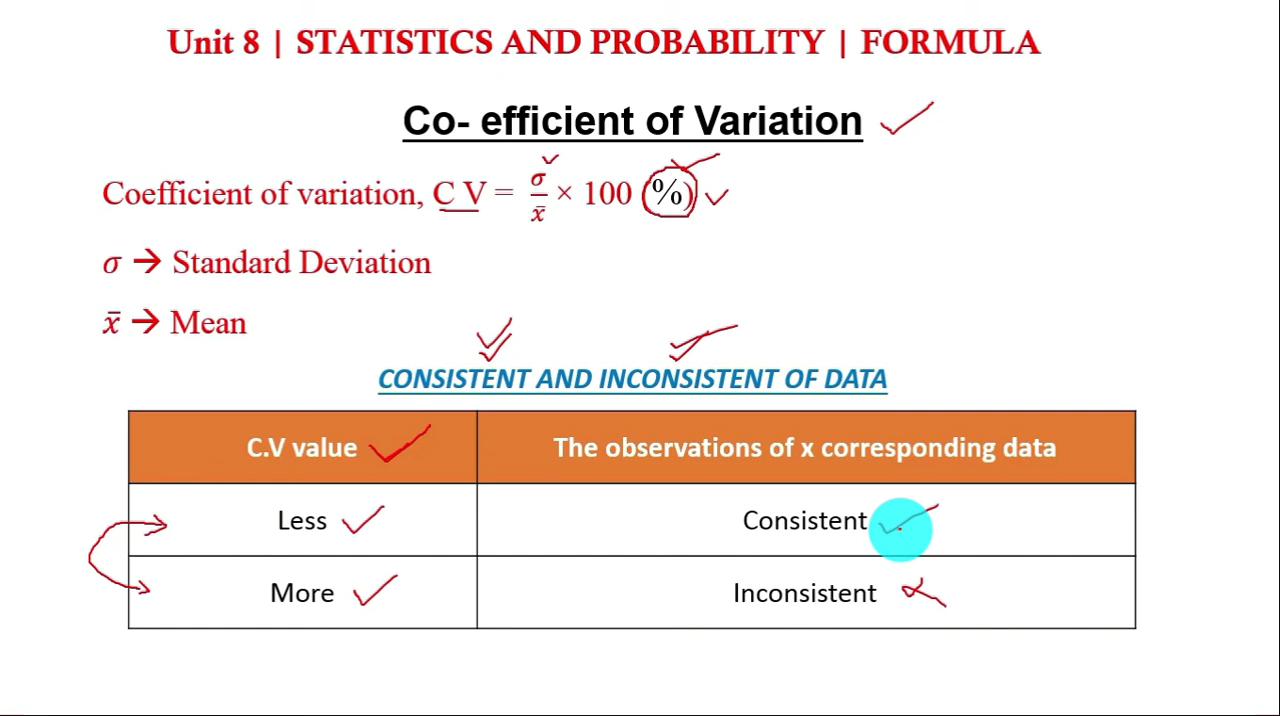 Unit 8 | STATISTICS AND PROBABILITY | FORMULA
Co- efficient of Variation
Coefficient of variation, C V = σ/x̄ × 100 (%)
σ → Standard Deviation
x̄ → Mean
CONSISTENT AND INCONSISTENT OF DATA
C.V value The observations of x corresponding data
Less Consistent
More Inconsistent